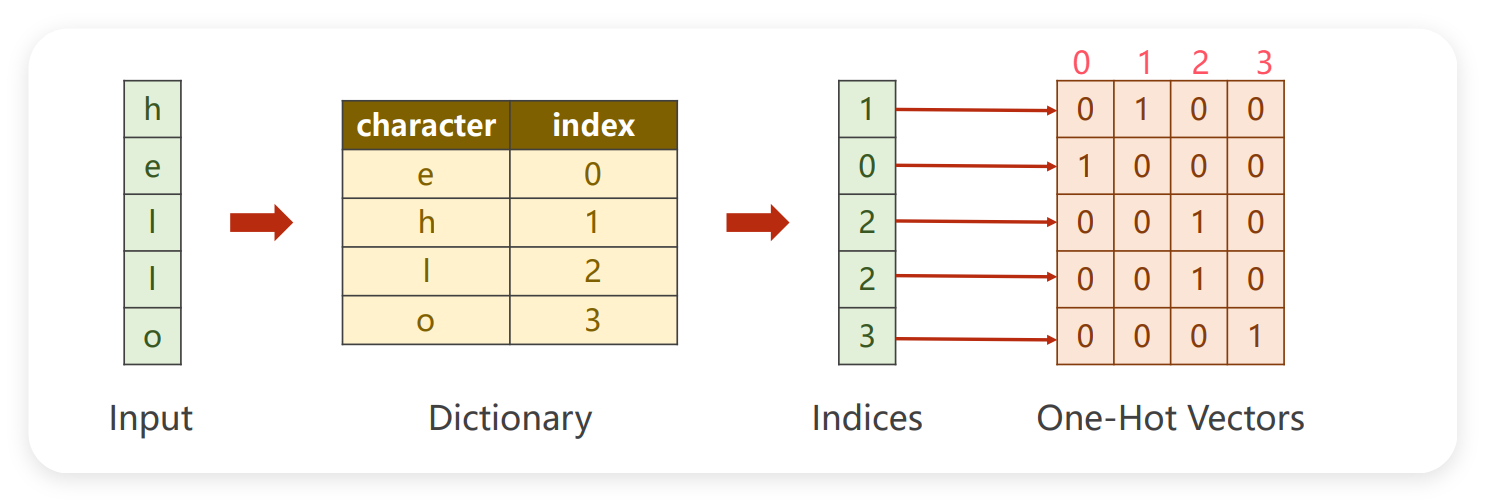 0 1 2 3
h
e
l
l
o
character index
e 0
h 1
l 2
o 3
1
0
2
2
3
0 1 0 0
1 0 0 0
0 0 1 0
0 0 1 0
0 0 0 1
Input
Dictionary
Indices
One-Hot Vectors